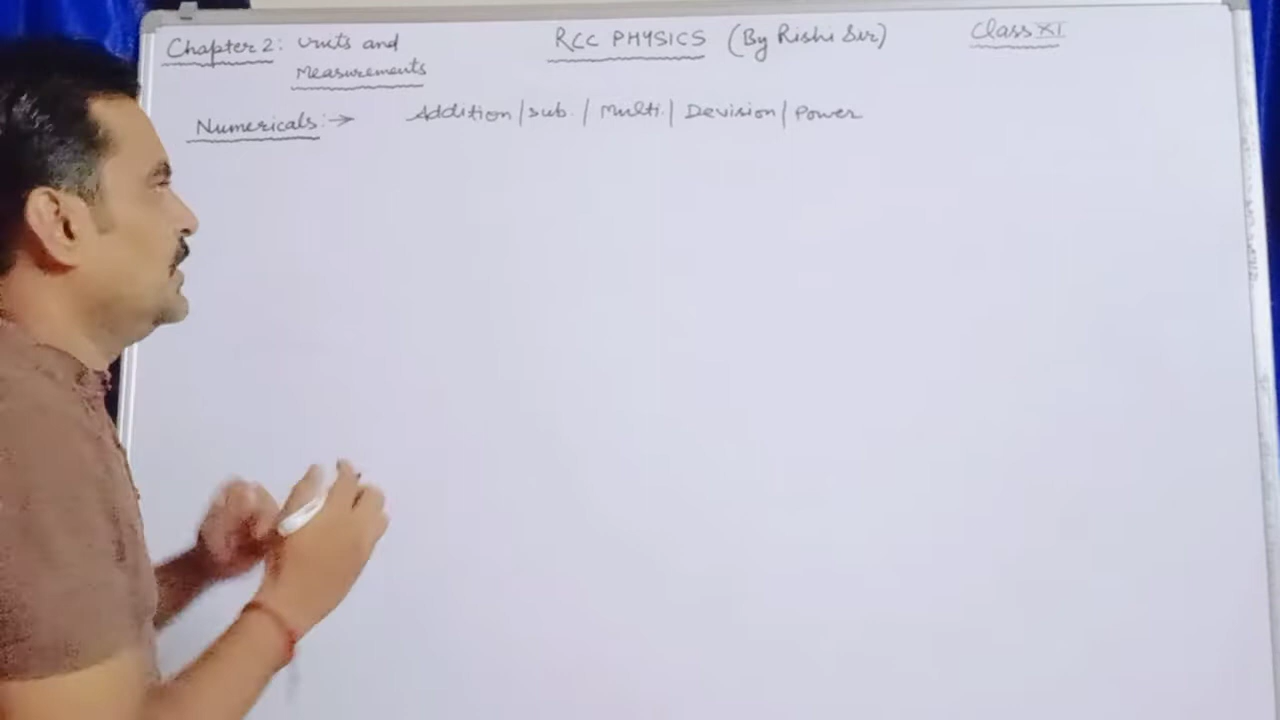 Chapter 2: Units and
Measurements
RCC PHYSICS (By Rishi Sir)
Class XI
Numericals:→ Addition/Sub./Multi./Devision/Power